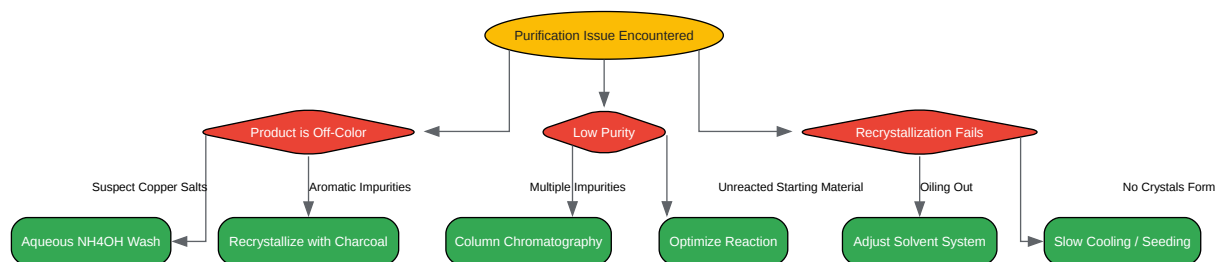 Purification Issue Encountered
Product is Off-Color
Low Purity
Recrystallization Fails
Suspect Copper Salts
Aromatic Impurities
Multiple Impurities
Unreacted Starting Material
Oiling Out
No Crystals Form
Aqueous NH4OH Wash
Recrystallize with Charcoal
Column Chromatography
Optimize Reaction
Adjust Solvent System
Slow Cooling / Seeding